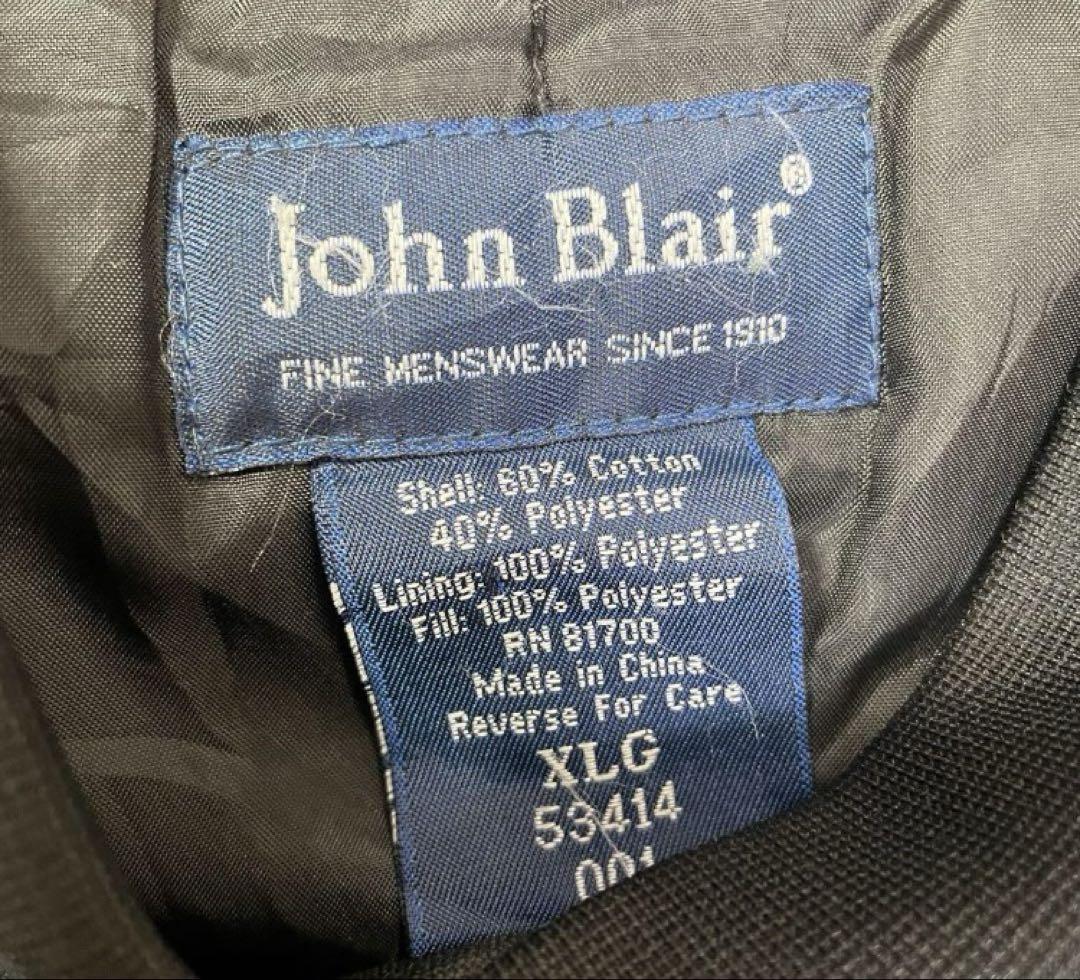 John Blair®
FINE MENSWEAR SINCE 1910
Shell: 60% Cotton
40% Polyester
Lining: 100% Polyester
Fill: 100% Polyester
RN 81700
Made in China
Reverse For Care
XLG
53414
001